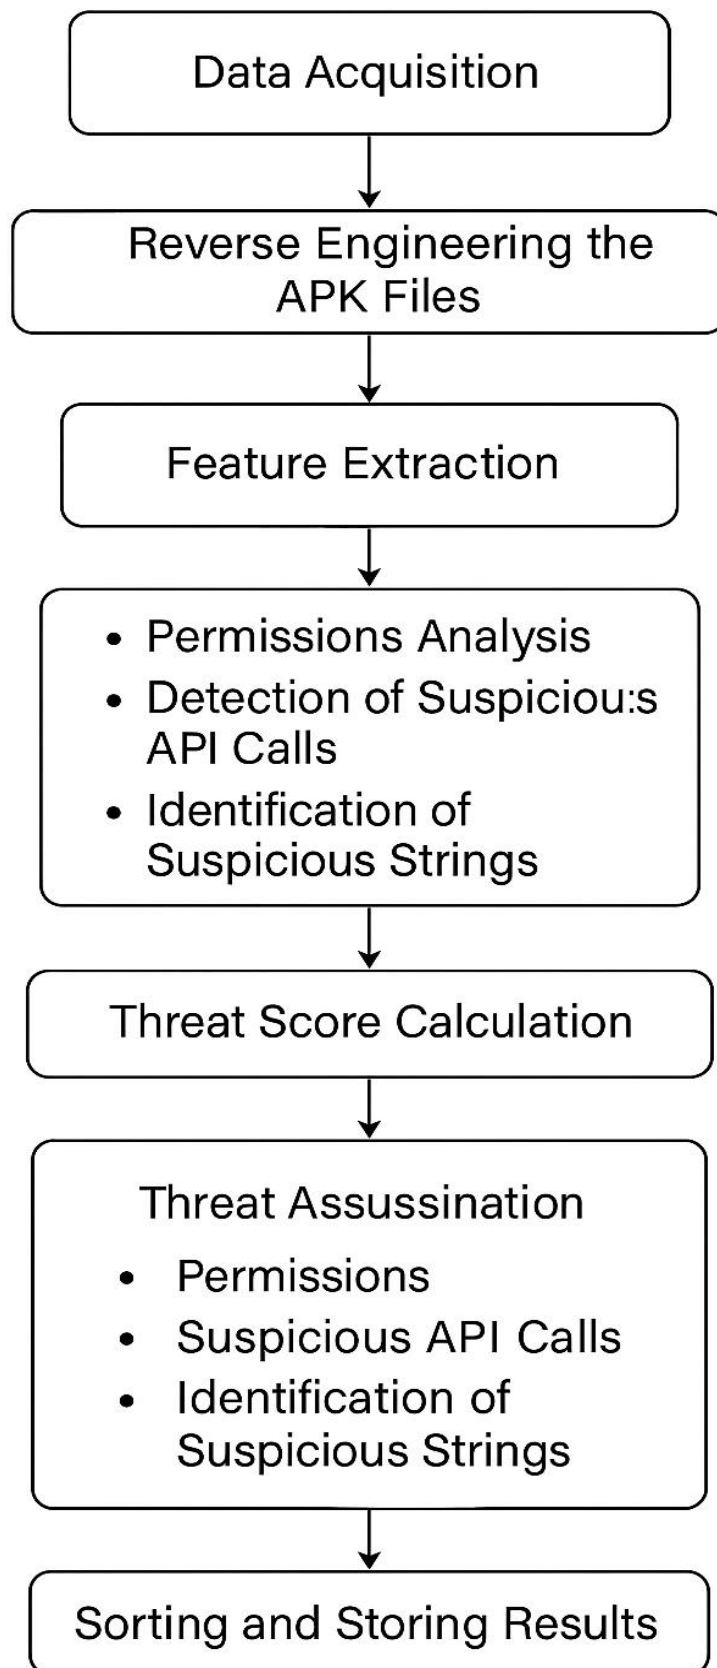 Data Acquisition
Reverse Engineering the
APK Files
Feature Extraction
• Permissions Analysis
• Detection of Suspiciou:s
API Calls
• Identification of
Suspicious Strings
Threat Score Calculation
Threat Assussination
• Permissions
• Suspicious API Calls
• Identification of
Suspicious Strings
Sorting and Storing Results